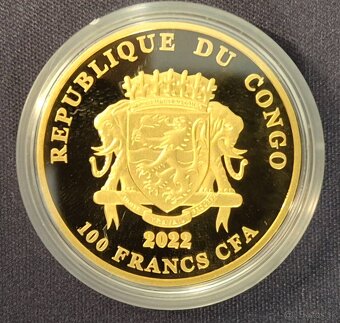 REPUBLIQUE DU CONGO
2022
100 FRANCS CFA